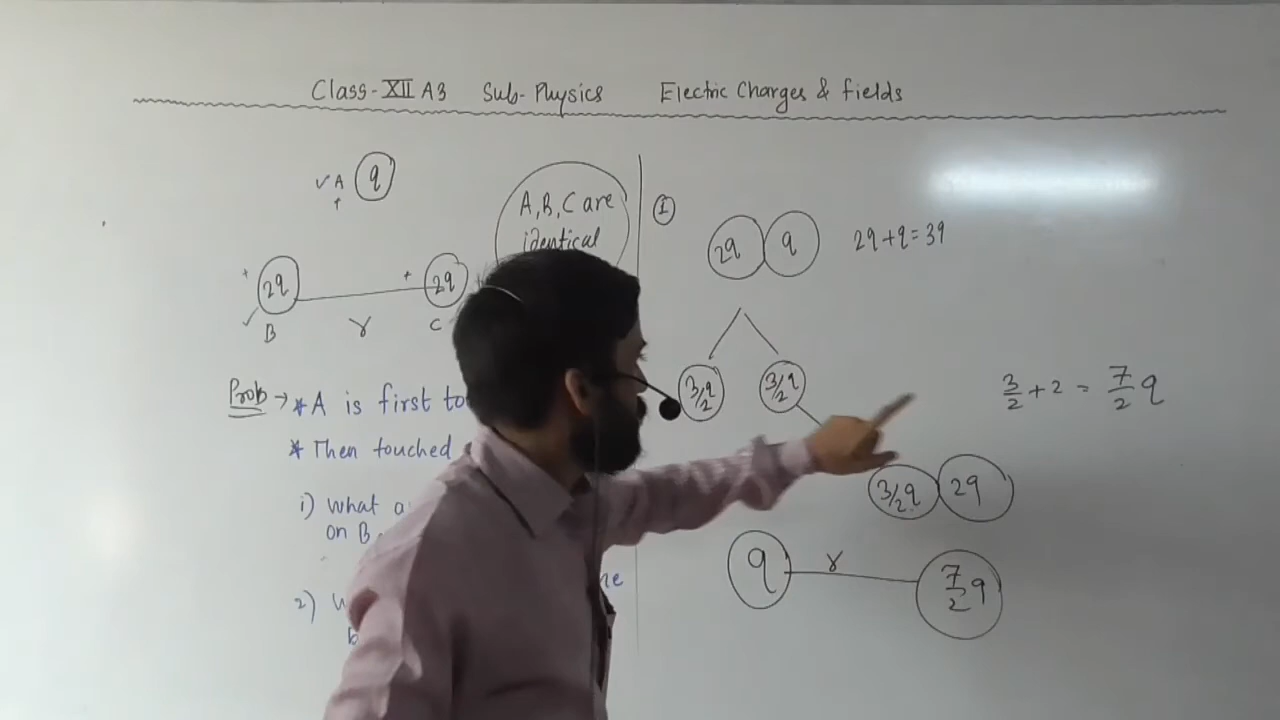 Class-XII A3 Sub-Physics Electric Charges & fields
✓A
+
q
A, B, C are
identical
+
2q
+
2q
✓
B
r
C
Prob → * A is first to
* Then touched
i) What a
on B
2)
①
2q q 2q+q=3q
3/2 q 3/2 q
3/2 + 2 = 7/2 q
3/2 q 2q
q r 7/2 q